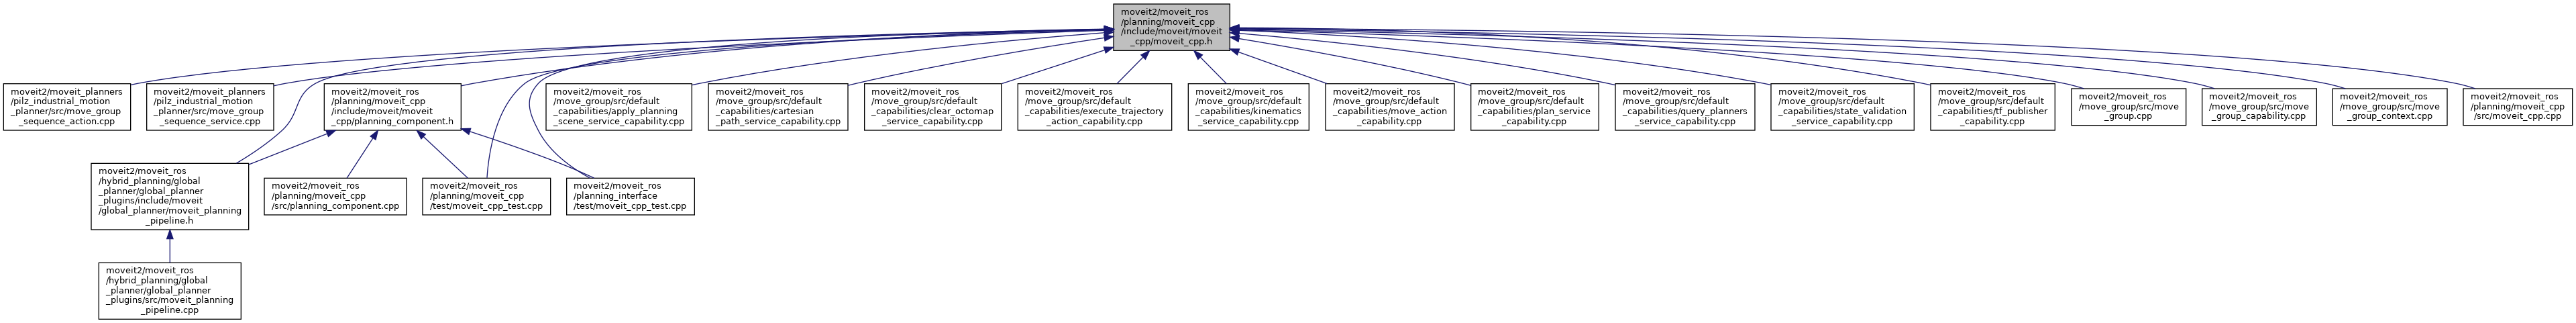 moveit2/moveit_ros
/planning/moveit_cpp
/include/moveit/moveit
_cpp/moveit_cpp.h
moveit2/moveit_planners
/pilz_industrial_motion
_planner/src/move_group
_sequence_action.cpp
moveit2/moveit_planners
/pilz_industrial_motion
_planner/src/move_group
_sequence_service.cpp
moveit2/moveit_ros
/planning/moveit_cpp
/include/moveit/moveit
_cpp/planning_component.h
moveit2/moveit_ros
/move_group/src/default
_capabilities/apply_planning
_scene_service_capability.cpp
moveit2/moveit_ros
/move_group/src/default
_capabilities/cartesian
_path_service_capability.cpp
moveit2/moveit_ros
/move_group/src/default
_capabilities/clear_octomap
_service_capability.cpp
moveit2/moveit_ros
/move_group/src/default
_capabilities/execute_trajectory
_action_capability.cpp
moveit2/moveit_ros
/move_group/src/default
_capabilities/kinematics
_service_capability.cpp
moveit2/moveit_ros
/move_group/src/default
_capabilities/move_action
_capability.cpp
moveit2/moveit_ros
/move_group/src/default
_capabilities/plan_service
_capability.cpp
moveit2/moveit_ros
/move_group/src/default
_capabilities/query_planners
_service_capability.cpp
moveit2/moveit_ros
/move_group/src/default
_capabilities/state_validation
_service_capability.cpp
moveit2/moveit_ros
/move_group/src/default
_capabilities/tf_publisher
_capability.cpp
moveit2/moveit_ros
/move_group/src/move
_group.cpp
moveit2/moveit_ros
/move_group/src/move
_group_capability.cpp
moveit2/moveit_ros
/move_group/src/move
_group_context.cpp
moveit2/moveit_ros
/planning/moveit_cpp
/src/moveit_cpp.cpp
moveit2/moveit_ros
/hybrid_planning/global
_planner/global_planner
_plugins/include/moveit
/global_planner/moveit_planning
_pipeline.h
moveit2/moveit_ros
/planning/moveit_cpp
/src/planning_component.cpp
moveit2/moveit_ros
/planning/moveit_cpp
/test/moveit_cpp_test.cpp
moveit2/moveit_ros
/planning_interface
/test/moveit_cpp_test.cpp
moveit2/moveit_ros
/hybrid_planning/global
_planner/global_planner
_plugins/src/moveit_planning
_pipeline.cpp